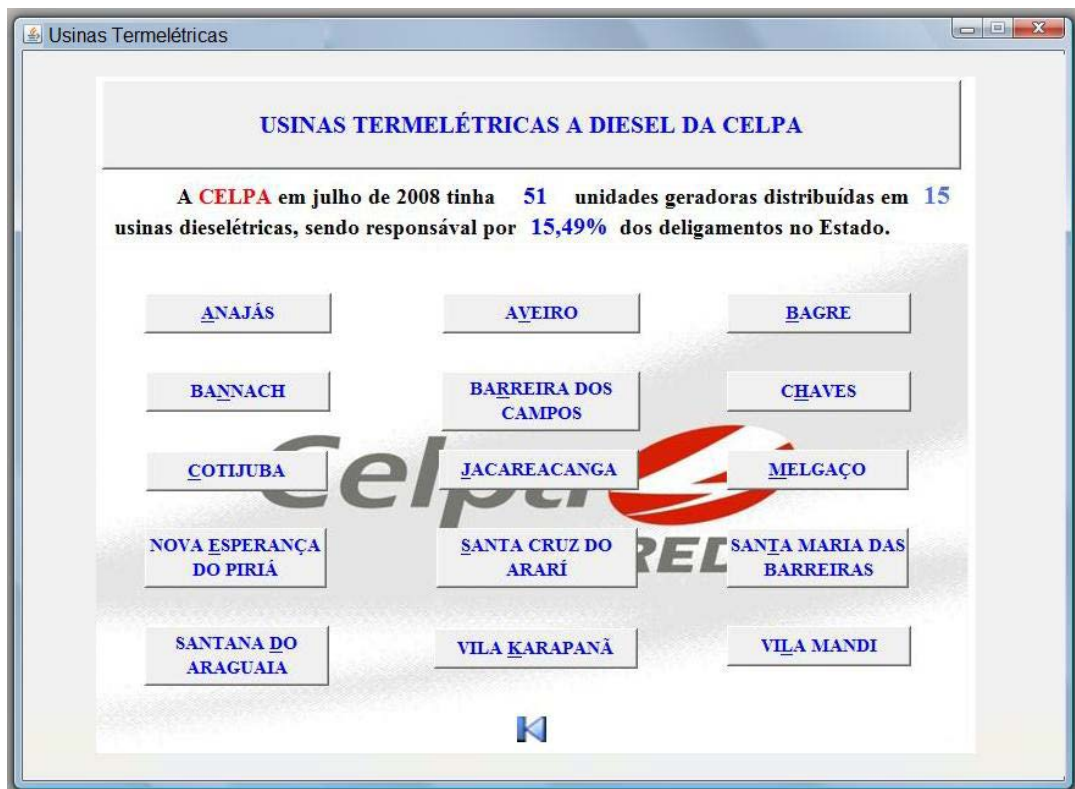 Usinas Termelétricas
USINAS TERMELÉTRICAS A DIESEL DA CELPA
A CELPA em julho de 2008 tinha 51 unidades geradoras distribuídas em 15
usinas dieselétricas, sendo responsával por 15,49% dos deligamentos no Estado.
ANAJÁS
AVEIRO
BAGRE
BANNACH
BARREIRA DOS
CAMPOS
CHAVES
Celpa
COTIJUBA
JACAREACANGA
MELGAÇO
RED
NOVA ESPERANÇA
DO PIRIÁ
SANTA CRUZ DO
ARARÍ
SANTA MARIA DAS
BARREIRAS
SANTANA DO
ARAGUAIA
VILA KARAPANÃ
VILA MANDI